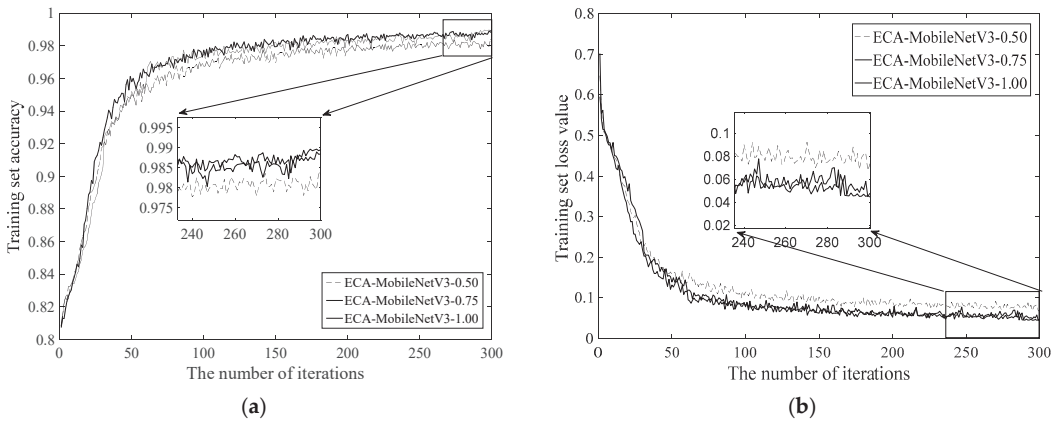 1
0.98
0.96
0.94
0.92
0.9
0.88
0.86
0.84
0.82
0.8
Training set accuracy
0.995
0.99
0.985
0.98
0.975
240 260 280 300
ECA-MobileNetV3-0.50
ECA-MobileNetV3-0.75
ECA-MobileNetV3-1.00
0 50 100 150 200 250 300
The number of iterations
(a)
0.8
0.7
0.6
0.5
0.4
0.3
0.2
0.1
0
Training set loss value
ECA-MobileNetV3-0.50
ECA-MobileNetV3-0.75
ECA-MobileNetV3-1.00
0.1
0.08
0.06
0.04
0.02
240 260 280 300
0 50 100 150 200 250 300
The number of iterations
(b)